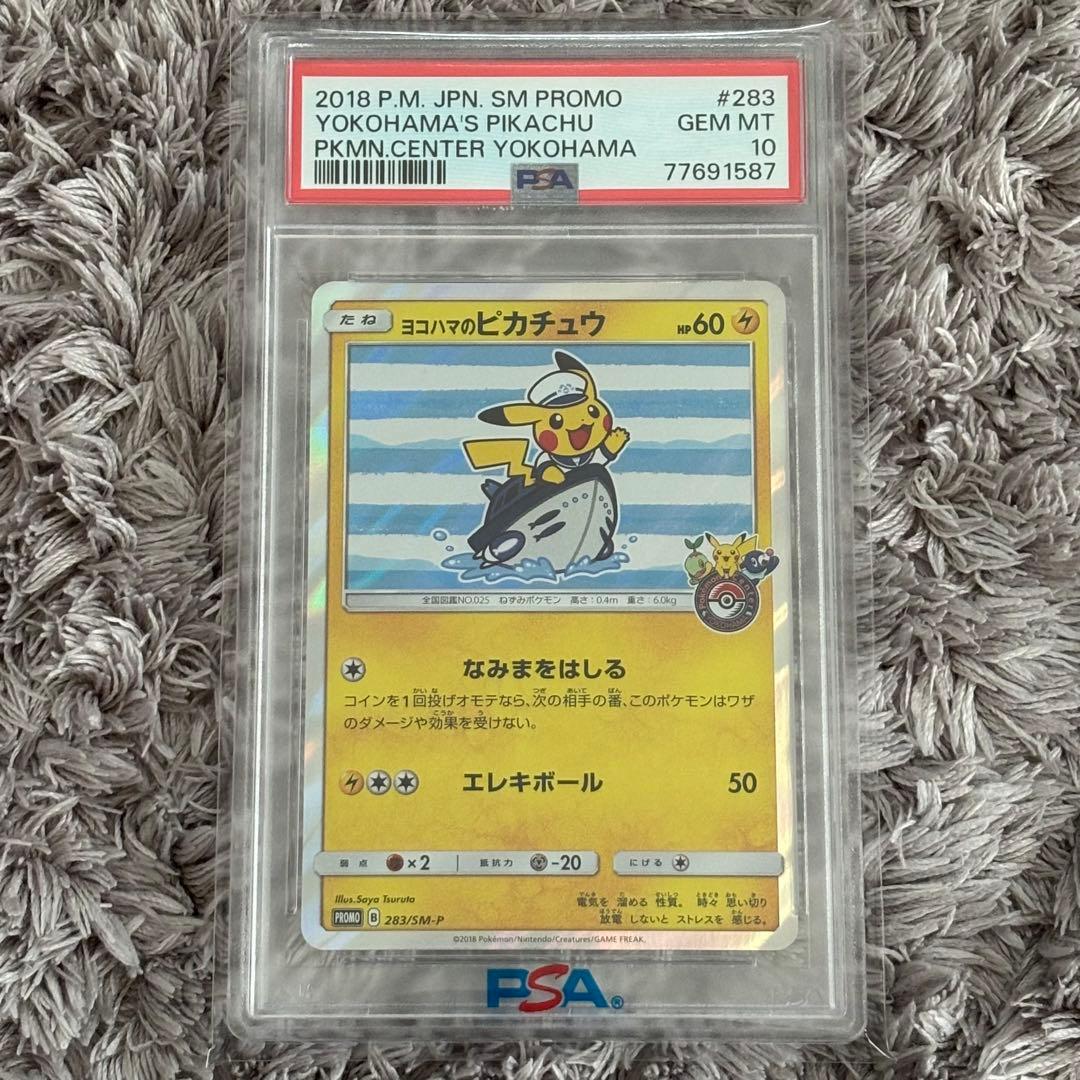 2018 P.M. JPN. SM PROMO #283
YOKOHAMA'S PIKACHU GEM MT
PKMN.CENTER YOKOHAMA 10
77691587
PSA
たね ヨコハマのピカチュウ HP60
Pokémon Center
YOKOHAMA
全国図鑑NO.025 ねずみポケモン 高さ:0.4m 重さ:6.0kg
なみまをはしる
コインを1回投げオモテなら、次の相手の番、このポケモンはワザ
のダメージや効果を受けない。
エレキボール 50
弱点 ×2 抵抗力 -20 にげる
Illus.Saya Tsuruta
電気を 溜める 性質。 時々 思い切り
放電 しないと ストレスを 感じる。
PROMO B 283/SM-P
©2018 Pokémon/Nintendo/Creatures/GAME FREAK.
PSA®